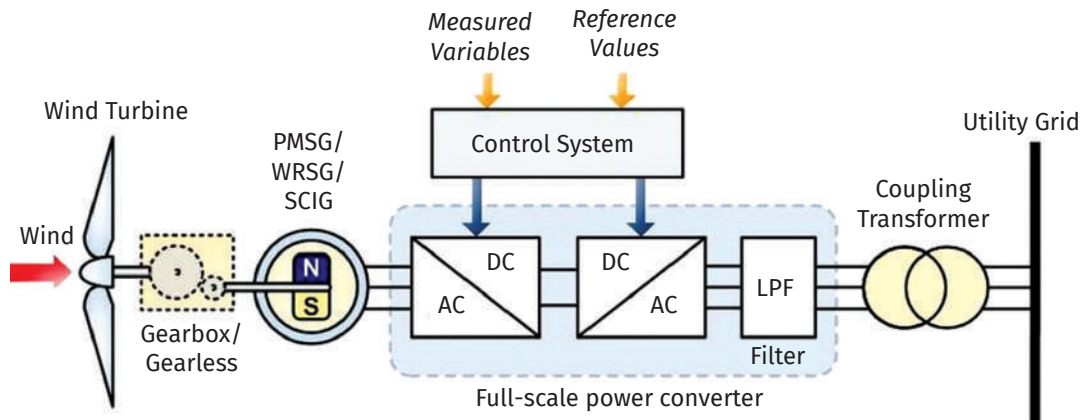 Measured
Variables
Reference
Values
Wind Turbine
Control System
Utility Grid
PMSG/
WRSG/
SCIG
Coupling
Transformer
Wind
N
S
DC
AC
DC
AC
LPF
Gearbox/
Gearless
Filter
Full-scale power converter